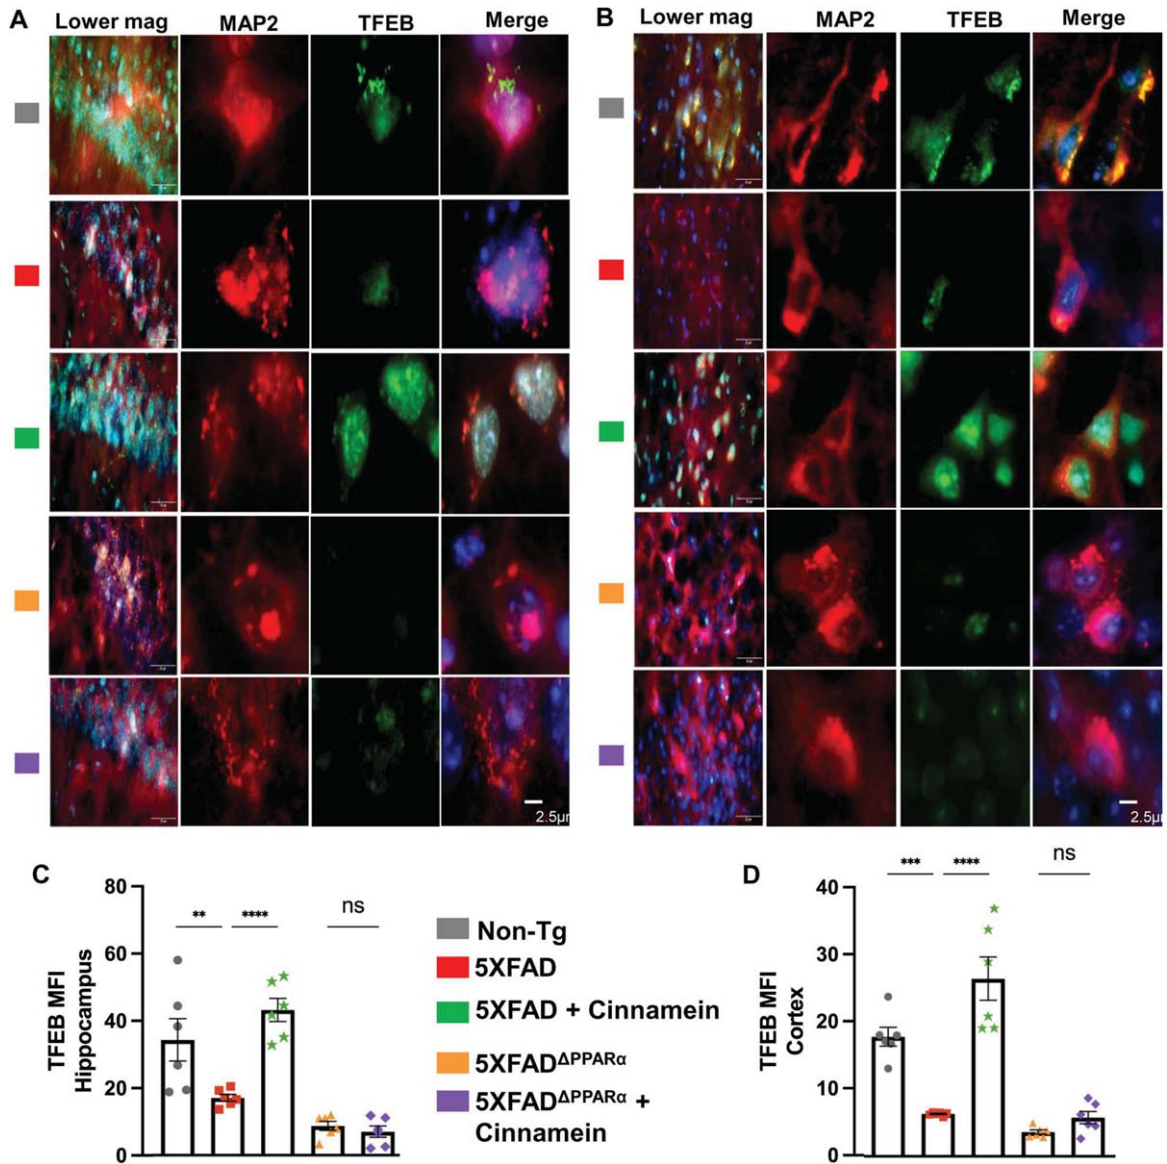 A
Lower mag MAP2 TFEB Merge
2.5μm
B
Lower mag MAP2 TFEB Merge
2.5μm
C
TFEB MFI
Hippocampus
80
60
40
20
0
** **** ns
Non-Tg
5XFAD
5XFAD + Cinnamein
5XFADΔPPARα
5XFADΔPPARα +
Cinnamein
D
TFEB MFI
Cortex
40
30
20
10
0
*** **** ns